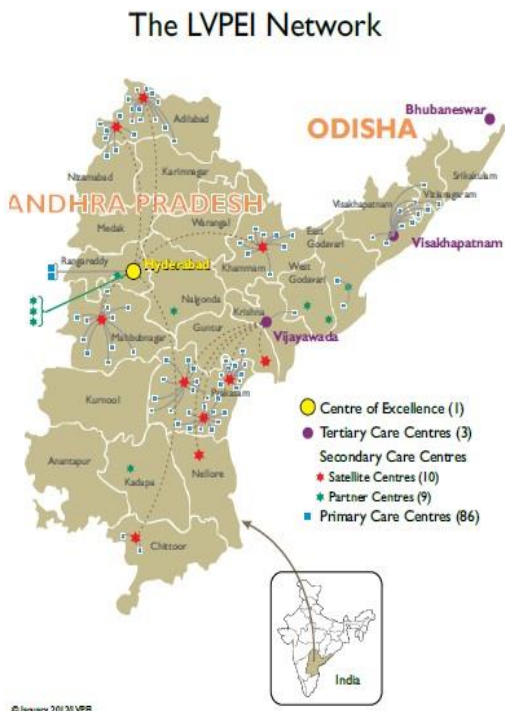 The LVPEI Network
Bhubaneswar
ODISHA
Adilabad
Srikakulam
Nizamabad
Karimnagar
Vizianagaram
Visakhapatnam
ANDHRA PRADESH
Warangal
Medak
East
Godavari
Visakhapatnam
Rangareddy
Hyderabad
Khammam
West
Godavari
Nalgonda
Krishna
Mahbubnagar
Guntur
Vijayawada
Prakasam
Kurnool
Centre of Excellence (1)
Tertiary Care Centres (3)
Secondary Care Centres
Satellite Centres (10)
Partner Centres (9)
Primary Care Centres (86)
Anantapur
Kadapa
Nellore
Chittoor
India